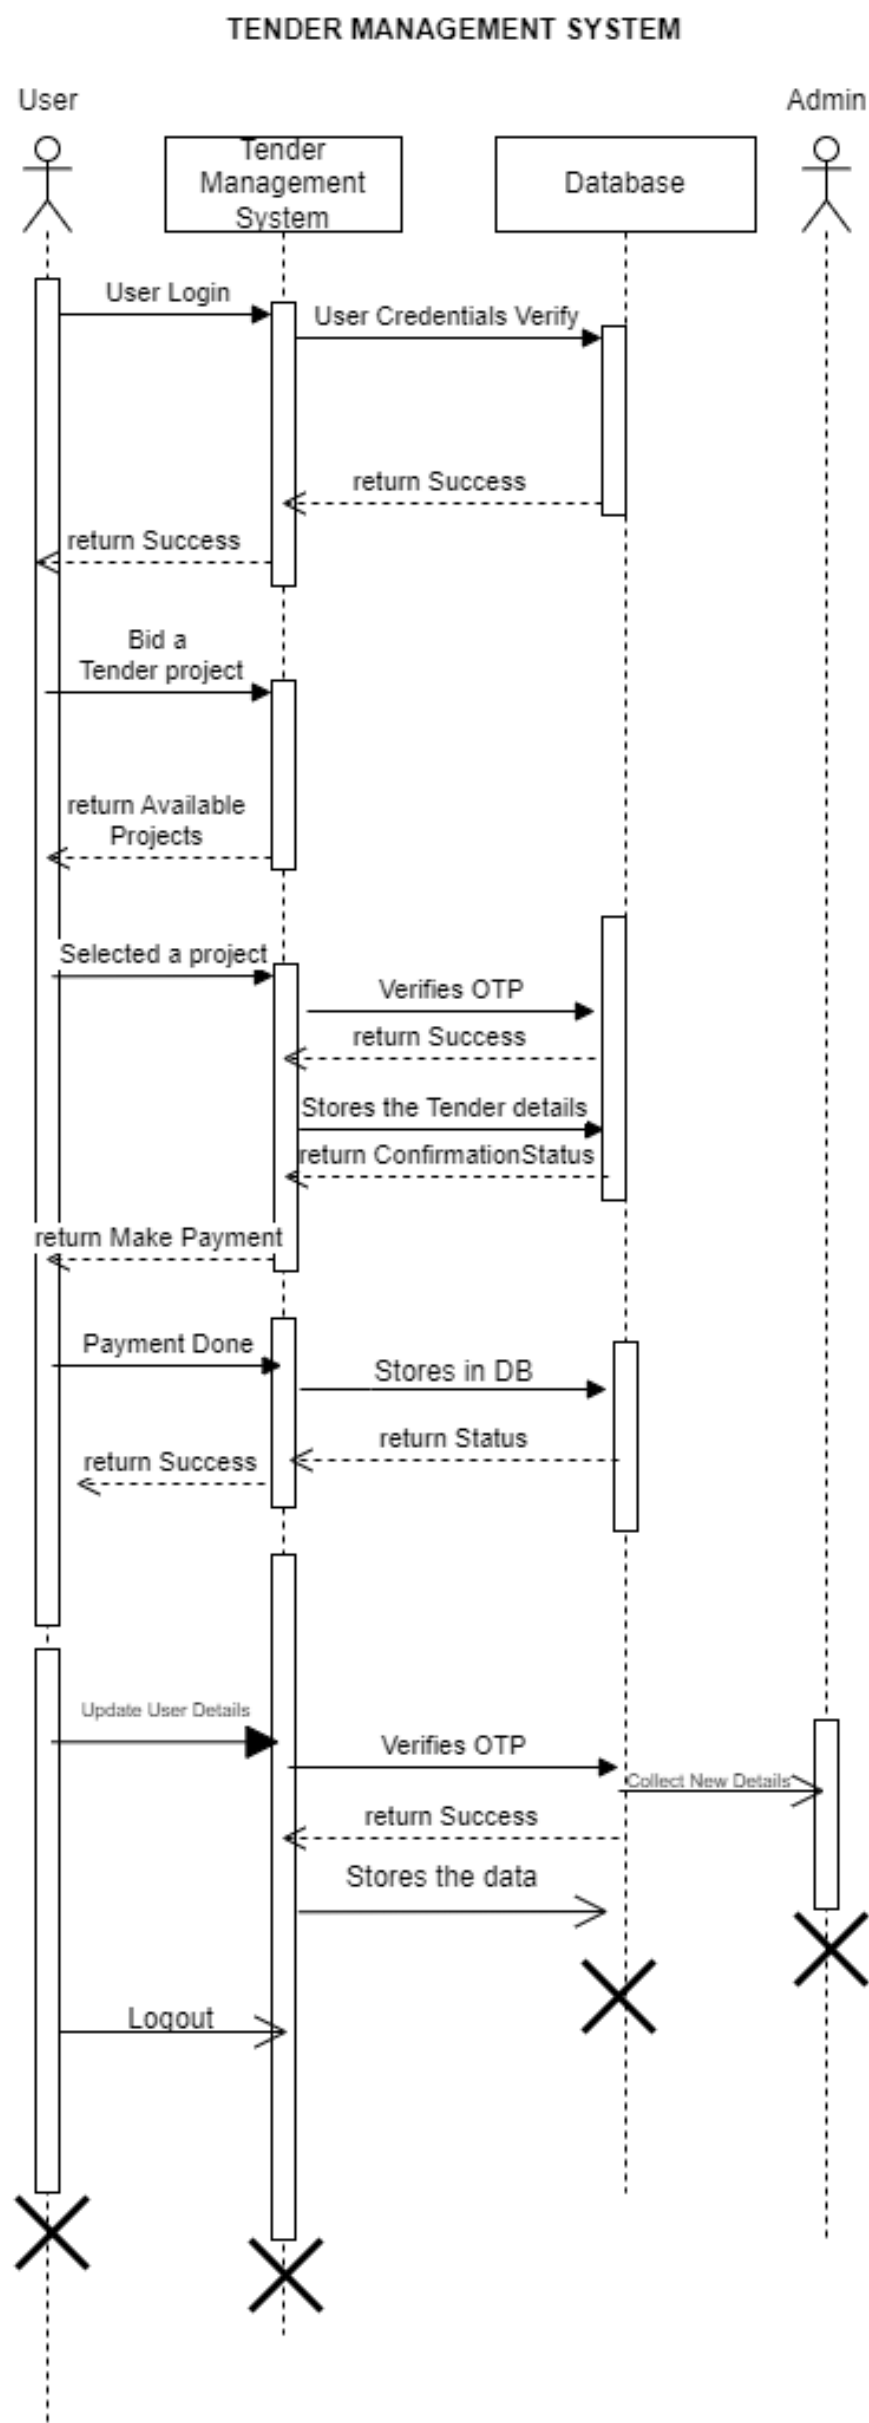 TENDER MANAGEMENT SYSTEM
User
Admin
Tender
Management
System
Database
User Login
User Credentials Verify
return Success
return Success
Bid a
Tender project
return Available
Projects
Selected a project
Verifies OTP
return Success
Stores the Tender details
return ConfirmationStatus
return Make Payment
Payment Done
Stores in DB
return Status
return Success
Update User Details
Verifies OTP
Collect New Details
return Success
Stores the data
Logout